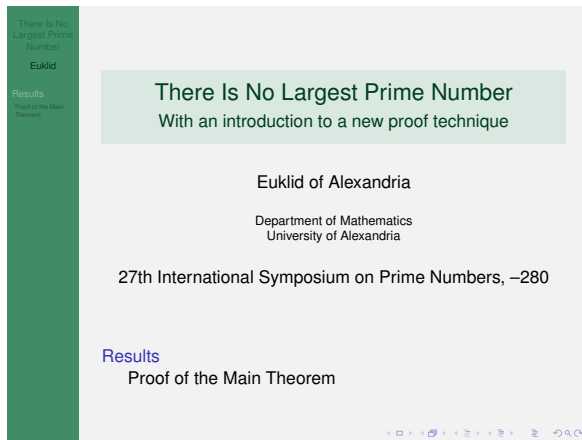 There Is No
Largest Prime
Number
Euklid
Results
Proof of the Main
Theorem
There Is No Largest Prime Number
With an introduction to a new proof technique
Euklid of Alexandria
Department of Mathematics
University of Alexandria
27th International Symposium on Prime Numbers, –280
Results
Proof of the Main Theorem